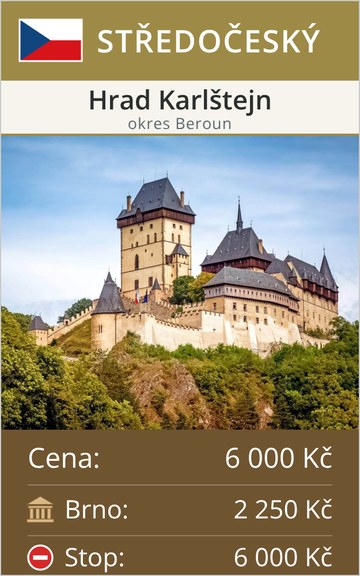 STŘEDOČESKÝ
Hrad Karlštejn
okres Beroun
Cena: 6 000 Kč
Brno: 2 250 Kč
Stop: 6 000 Kč